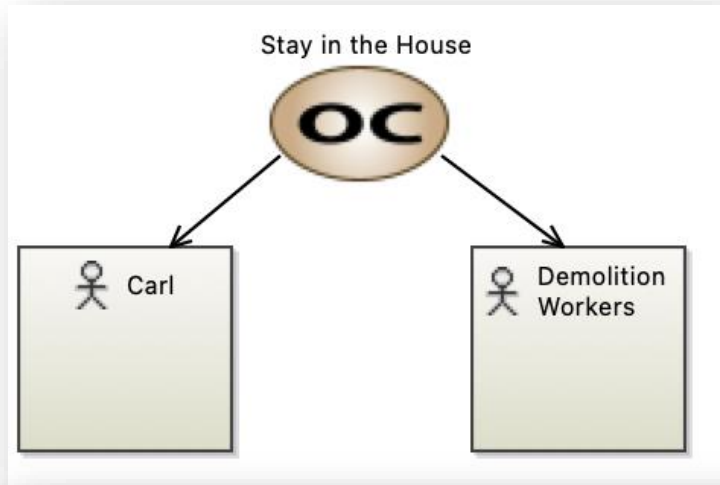 Stay in the House
OC
Carl
Demolition
Workers